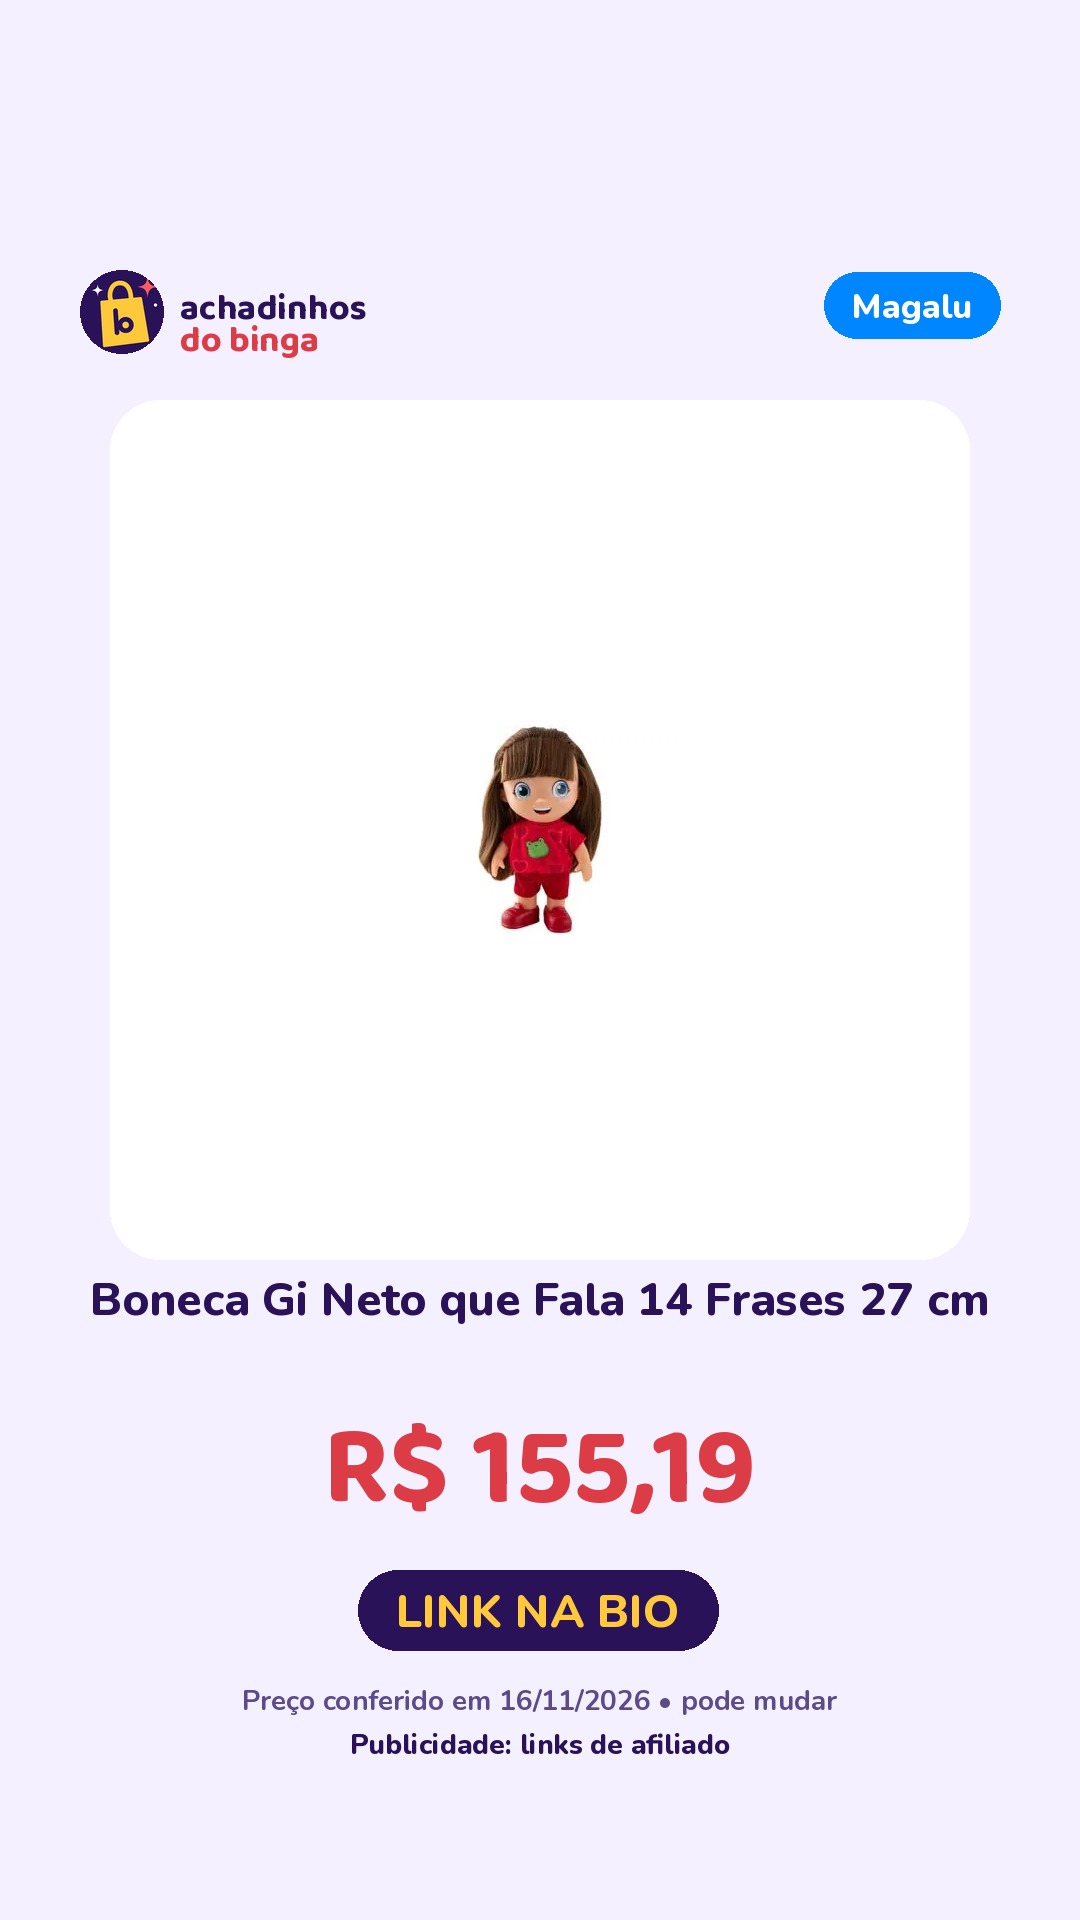 achadinhos
do binga
Magalu
b
Boneca Gi Neto que Fala 14 Frases 27 cm
R$ 155,19
LINK NA BIO
Preço conferido em 16/11/2026 • pode mudar
Publicidade: links de afiliado